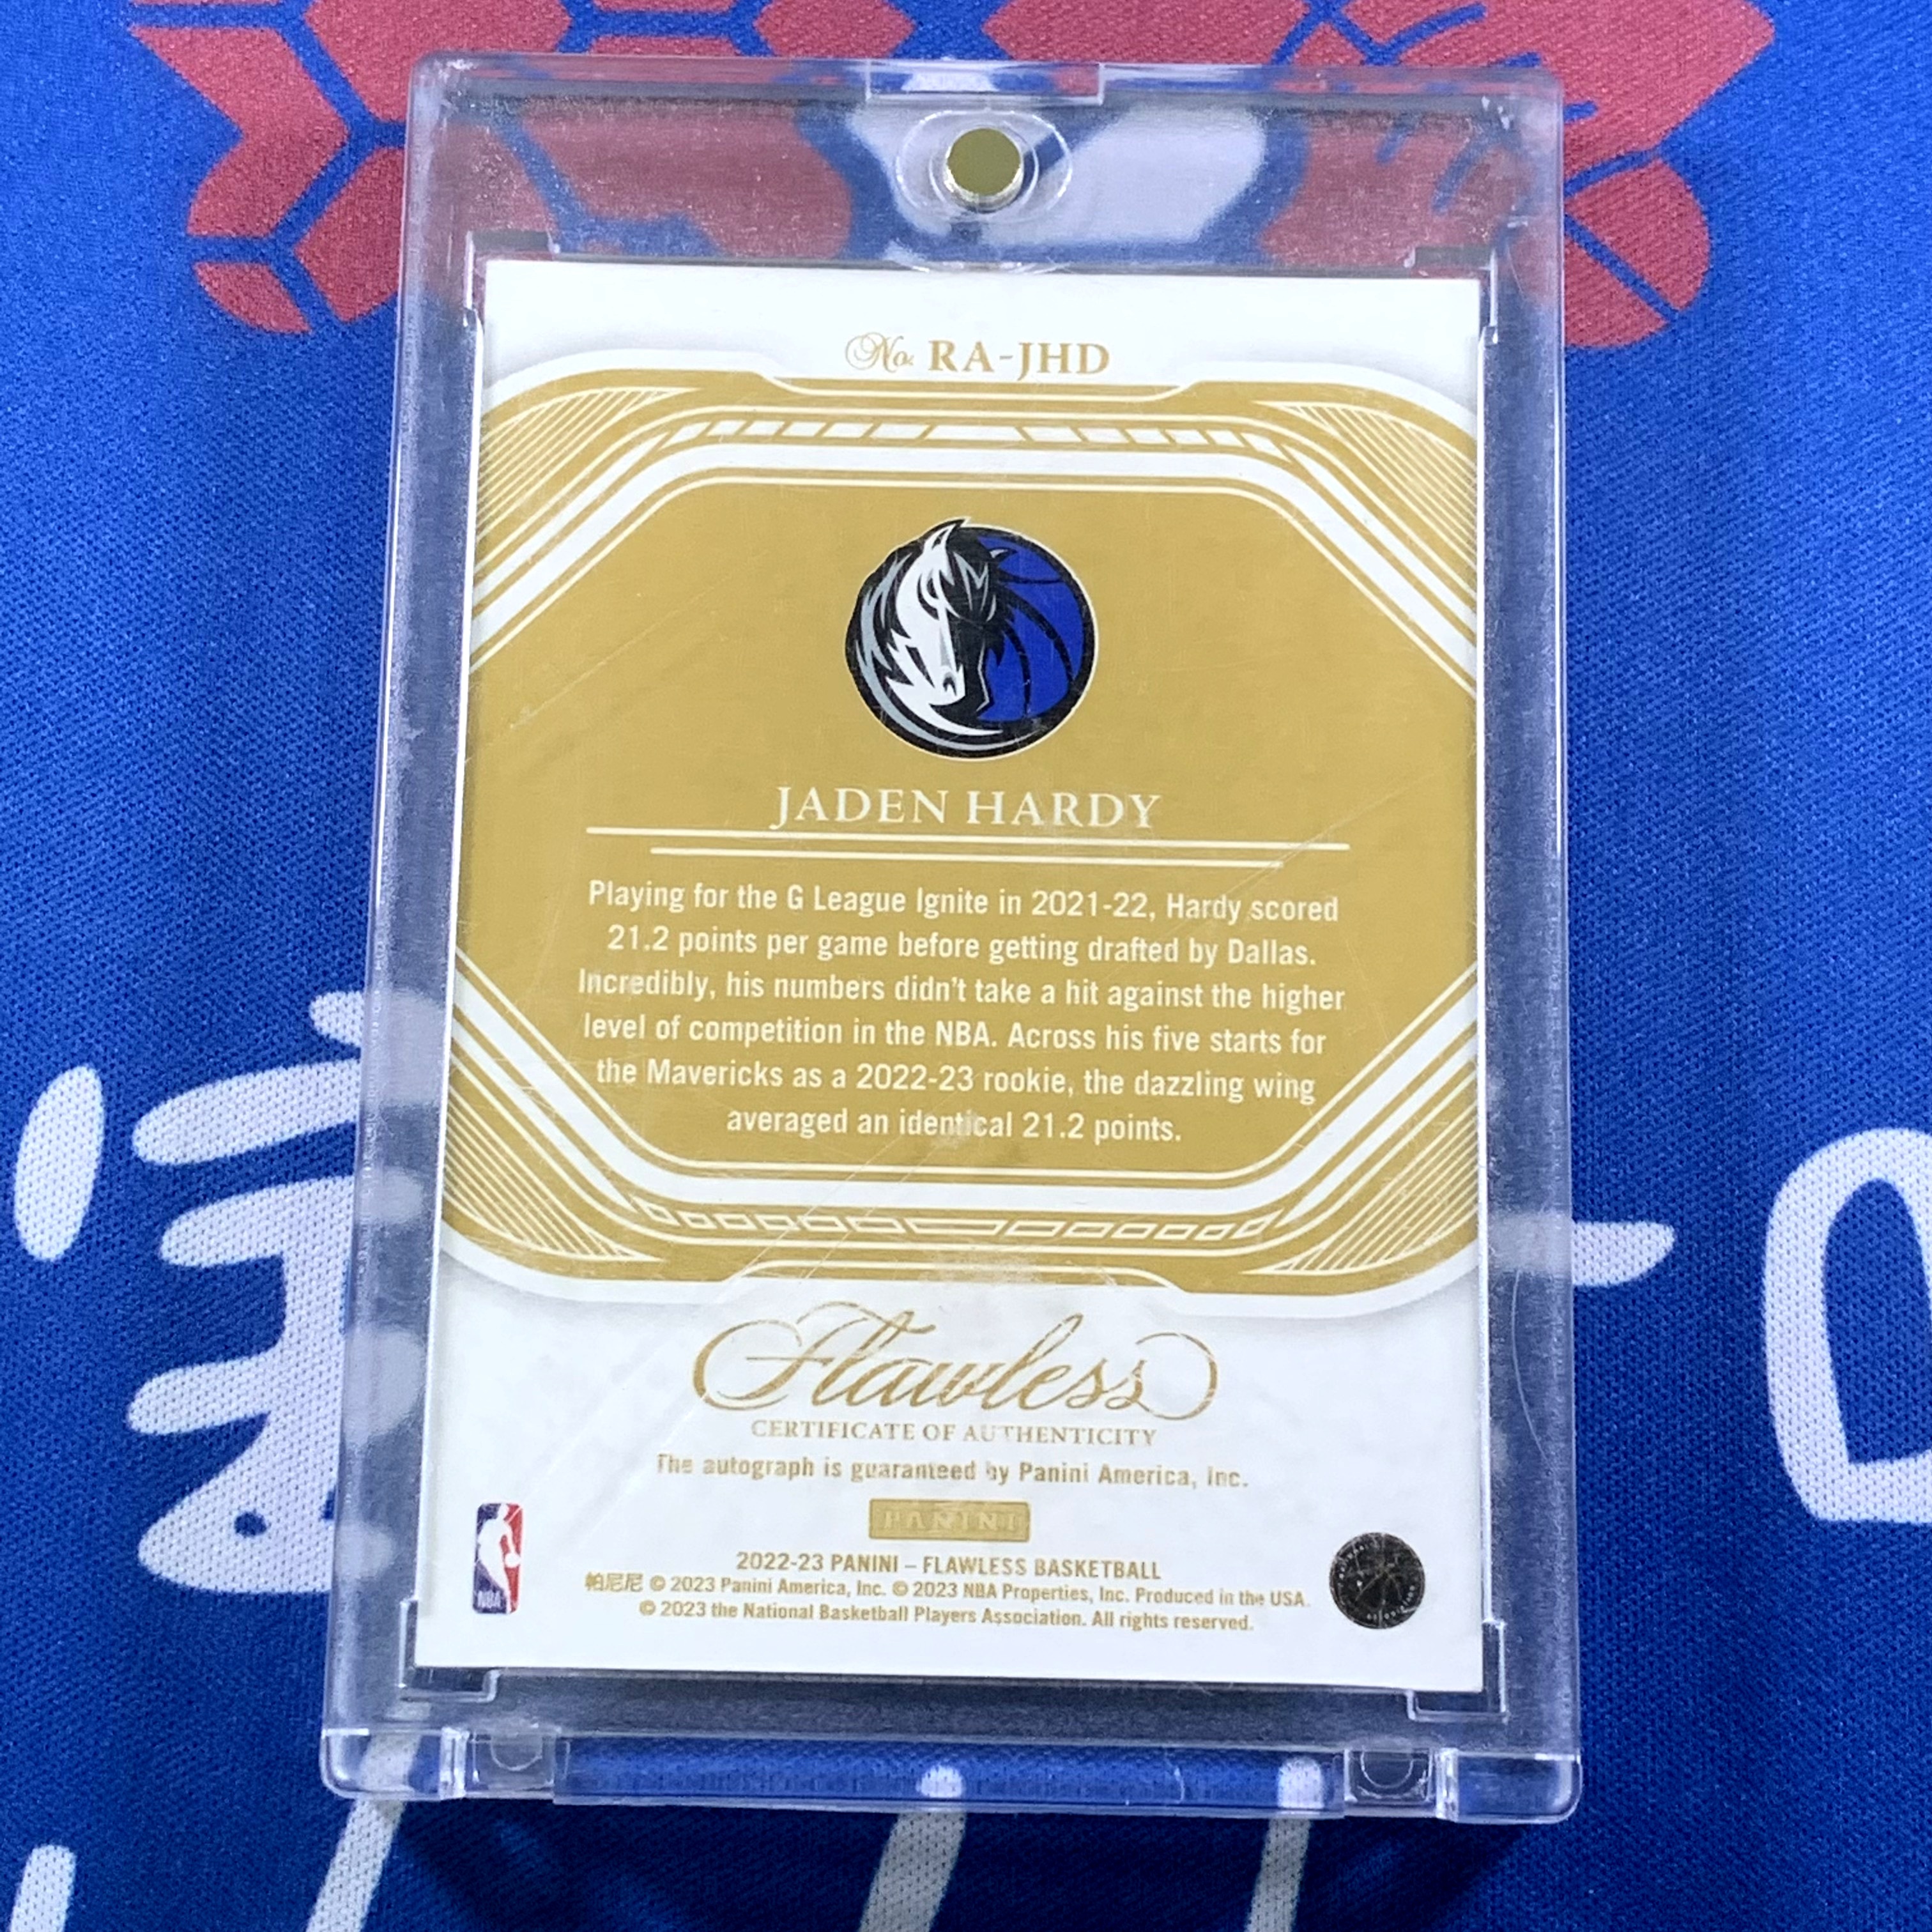 No. RA-JHD
JADEN HARDY
Playing for the G League Ignite in 2021-22, Hardy scored
21.2 points per game before getting drafted by Dallas.
Incredibly, his numbers didn't take a hit against the higher
level of competition in the NBA. Across his five starts for
the Mavericks as a 2022-23 rookie, the dazzling wing
averaged an identical 21.2 points.
Flawless
CERTIFICATE OF AUTHENTICITY
The autograph is guaranteed by Panini America, Inc.
PANINI
2022-23 PANINI – FLAWLESS BASKETBALL
帕尼尼 © 2023 Panini America, Inc. © 2023 NBA Properties, Inc. Produced in the USA.
© 2023 the National Basketball Players Association. All rights reserved.
NBA